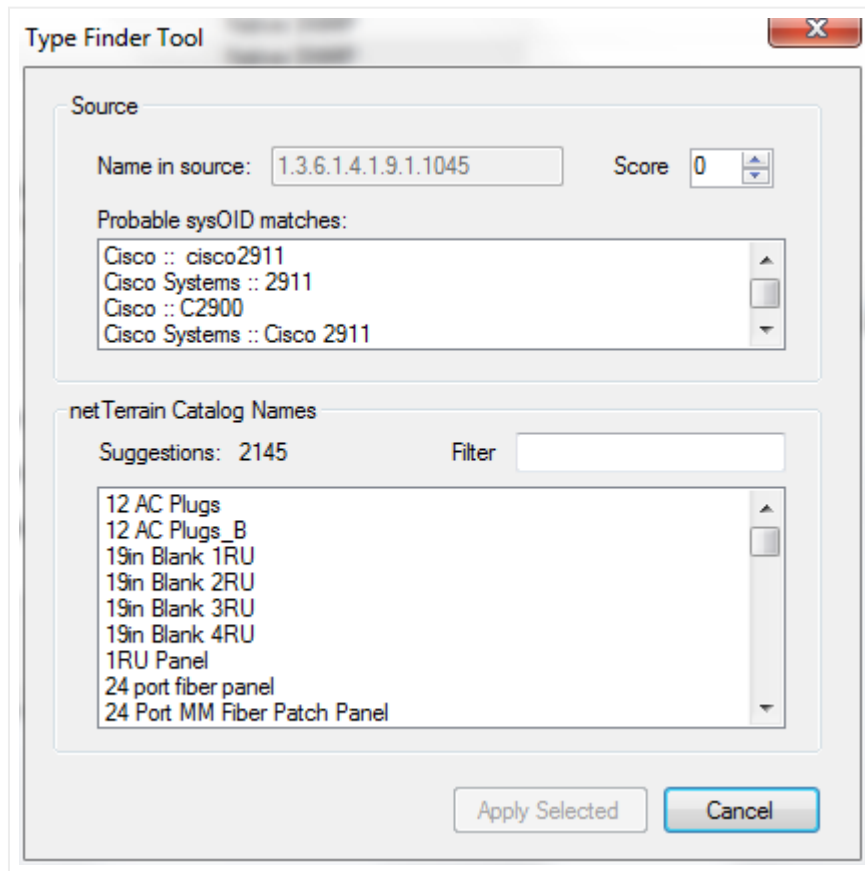 Type Finder Tool
Source
Name in source: 1.3.6.1.4.1.9.1.1045 Score 0
Probable sysOID matches:
Cisco :: cisco2911
Cisco Systems :: 2911
Cisco :: C2900
Cisco Systems :: Cisco 2911
netTerrain Catalog Names
Suggestions: 2145 Filter
12 AC Plugs
12 AC Plugs_B
19in Blank 1RU
19in Blank 2RU
19in Blank 3RU
19in Blank 4RU
1RU Panel
24 port fiber panel
24 Port MM Fiber Patch Panel
Apply Selected Cancel